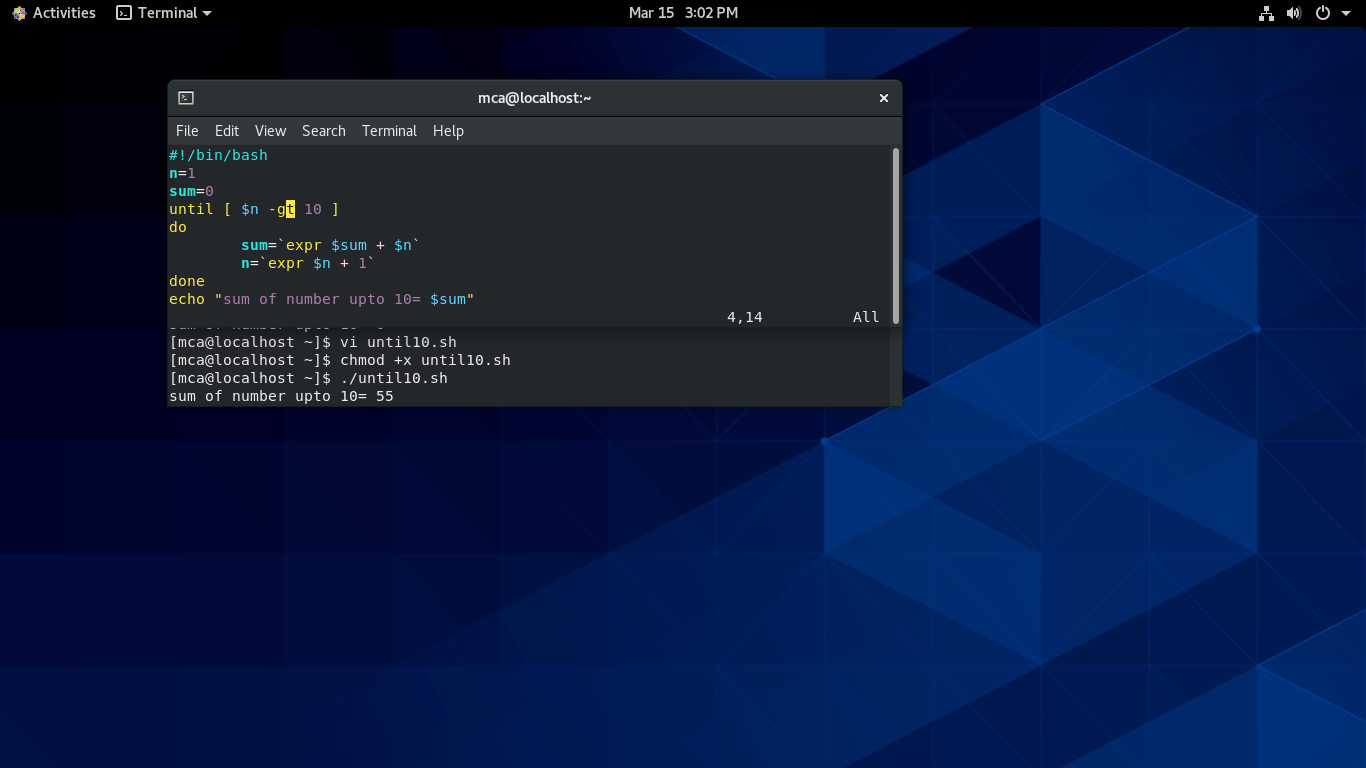 Activities Terminal Mar 15 3:02 PM
mca@localhost:~
File Edit View Search Terminal Help
#!/bin/bash
n=1
sum=0
until [ $n -gt 10 ]
do
sum=`expr $sum + $n`
n=`expr $n + 1`
done
echo "sum of number upto 10= $sum"
4,14 All
[mca@localhost ~]$ vi until10.sh
[mca@localhost ~]$ chmod +x until10.sh
[mca@localhost ~]$ ./until10.sh
sum of number upto 10= 55